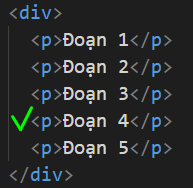 <div>
<p>Đoạn 1</p>
<p>Đoạn 2</p>
<p>Đoạn 3</p>
<p>Đoạn 4</p>
<p>Đoạn 5</p>
</div>